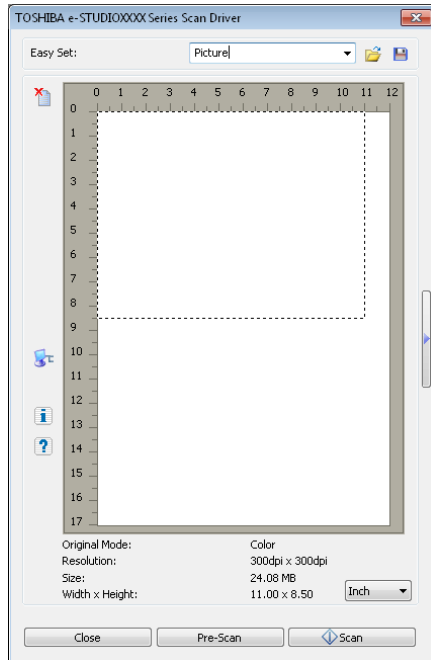 TOSHIBA e-STUDIOXXXX Series Scan Driver
Easy Set: Picture
0 1 2 3 4 5 6 7 8 9 10 11 12
0
1
2
3
4
5
6
7
8
9
10
11
12
13
14
15
16
17
Original Mode: Color
Resolution: 300dpi x 300dpi
Size: 24.08 MB
Width x Height: 11.00 x 8.50 Inch
Close Pre-Scan Scan